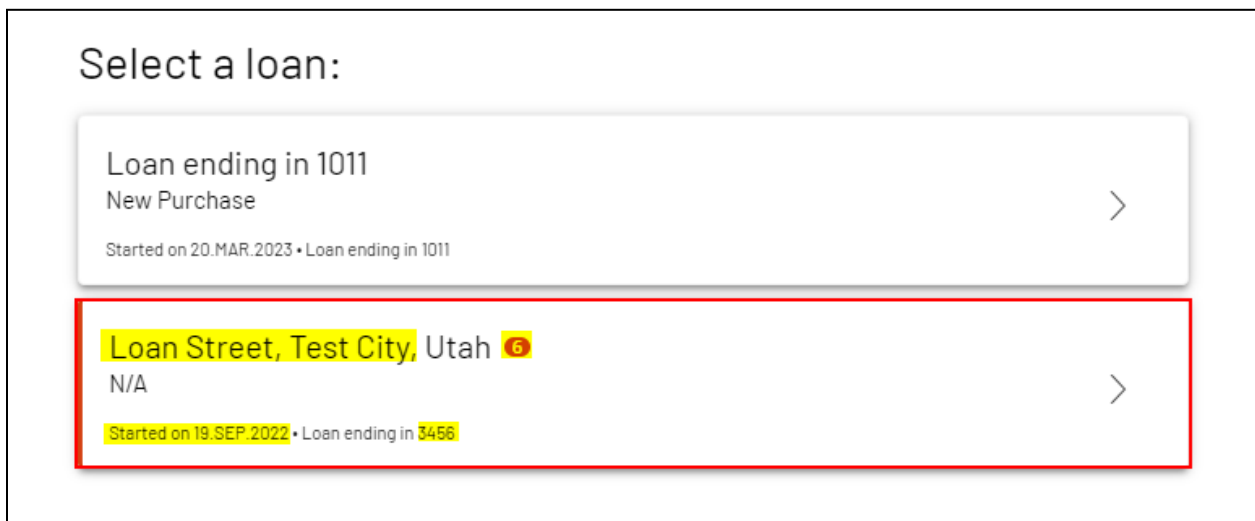 Select a loan:
Loan ending in 1011
New Purchase
Started on 20.MAR.2023 • Loan ending in 1011
Loan Street, Test City, Utah 6
N/A
Started on 19.SEP.2022 • Loan ending in 3456